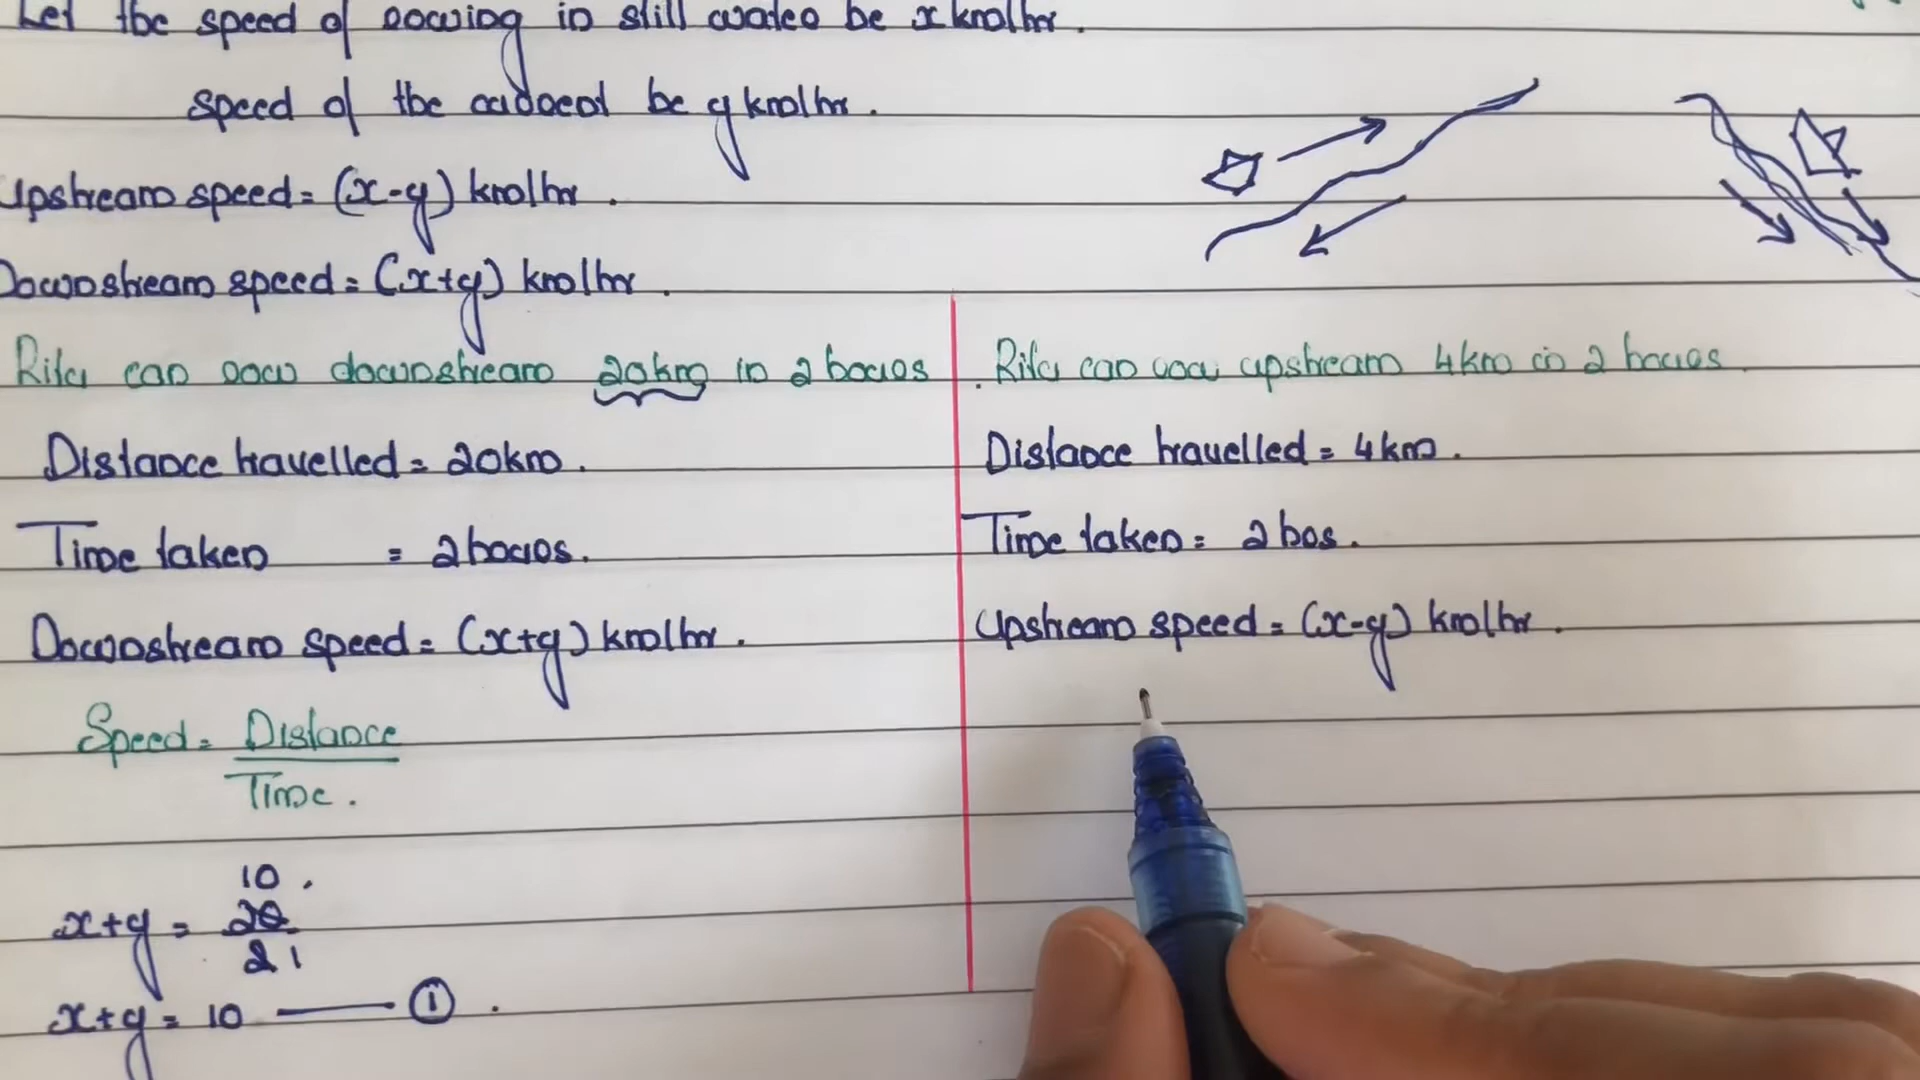 Let the speed of rowing in still water be x km/hr.
speed of the current be y km/hr.
Upstream speed = (x-y) km/hr.
Downstream speed = (x+y) km/hr.
Ritu can row downstream 20km in 2 hours.
Distance travelled = 20km.
Time taken = 2 hours.
Downstream speed = (x+y) km/hr.
Speed = Distance
Time.
10.
x+y = 20
2 1
x+y = 10 —— ① .
Ritu can row upstream 4km in 2 hours.
Distance travelled = 4km.
Time taken = 2 hrs.
Upstream speed = (x-y) km/hr.